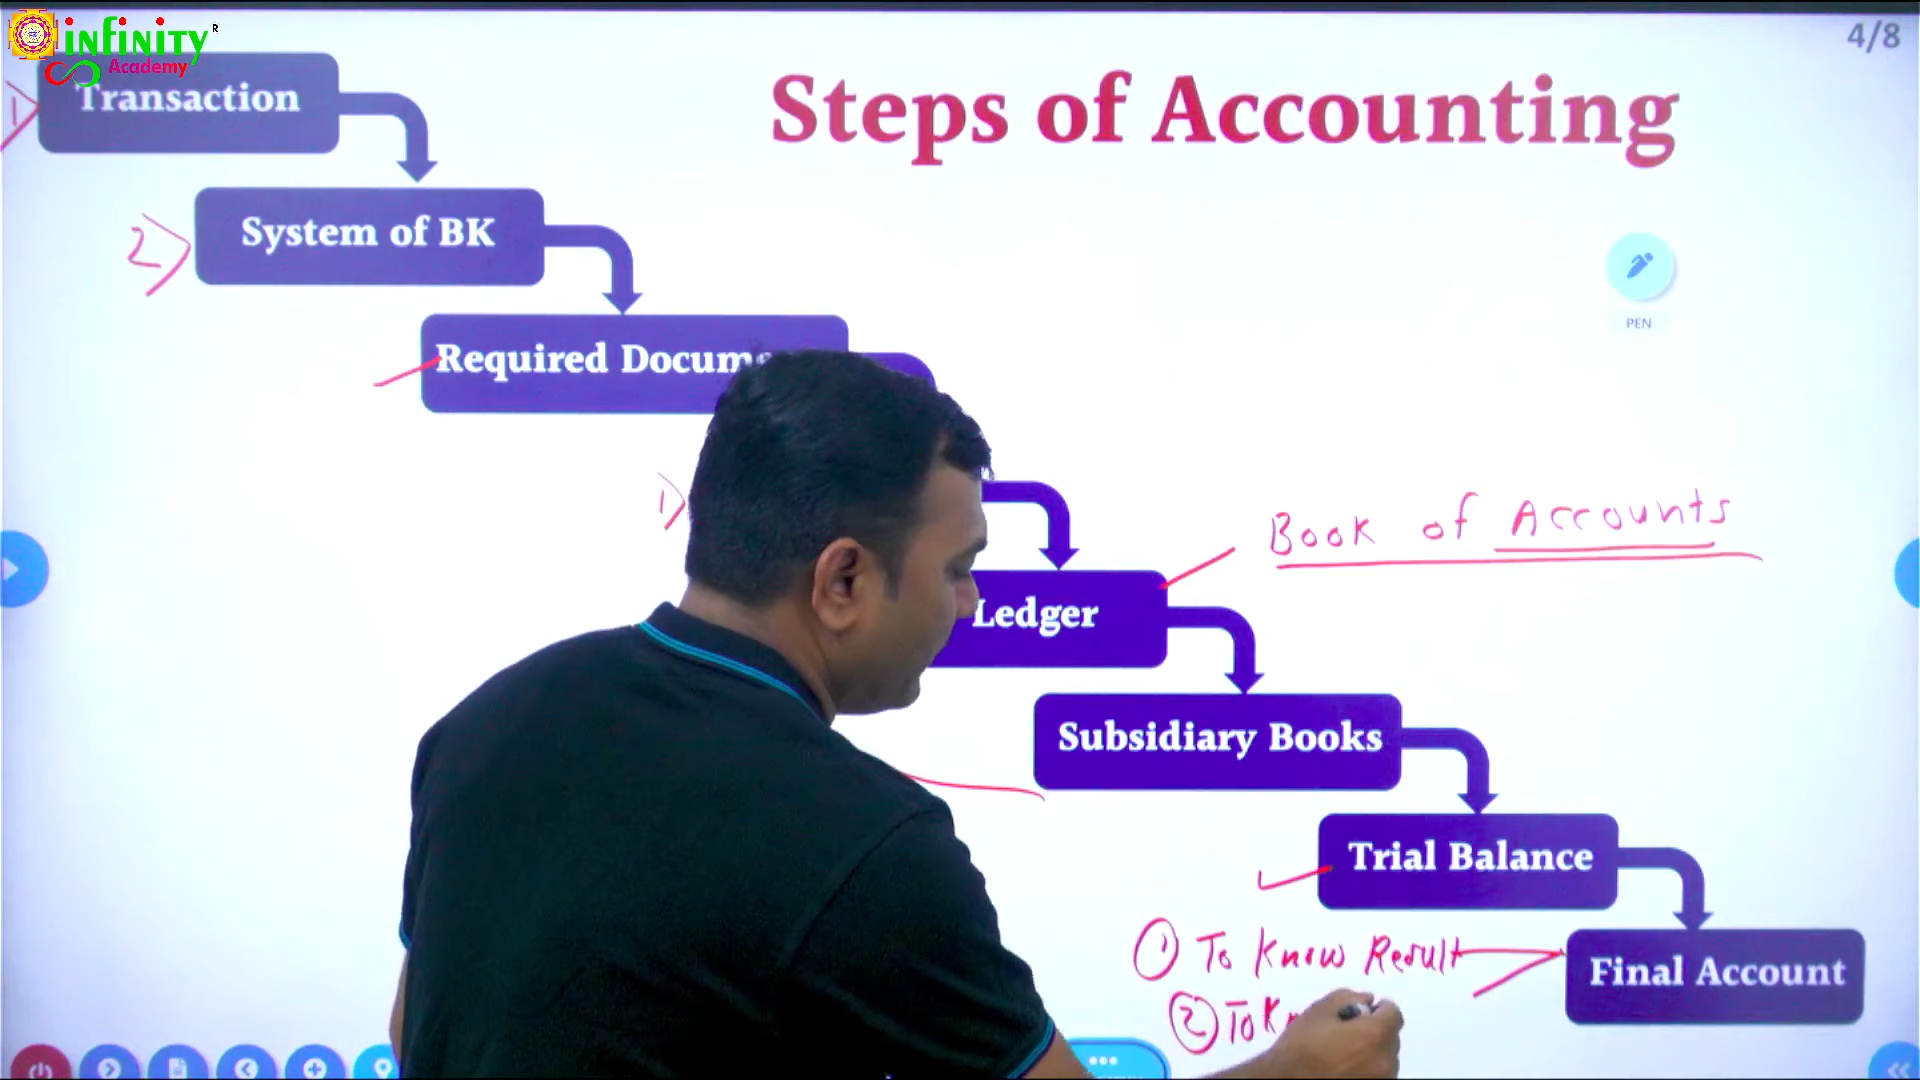 infinity R
Academy
4/8
Steps of Accounting
1) Transaction
2) System of BK
PEN
Required Docum
1)
Book of Accounts
Ledger
Subsidiary Books
Trial Balance
① To Know Result
Final Account
② To K